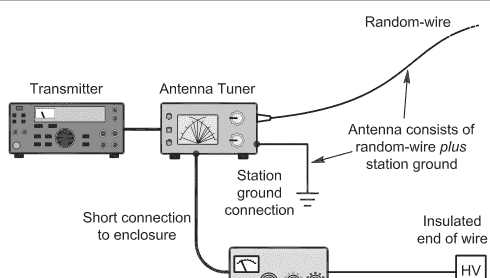 Random-wire
Transmitter
Antenna Tuner
Antenna consists of
random-wire plus
station ground
Station
ground
connection
Short connection
to enclosure
Insulated
end of wire
HV